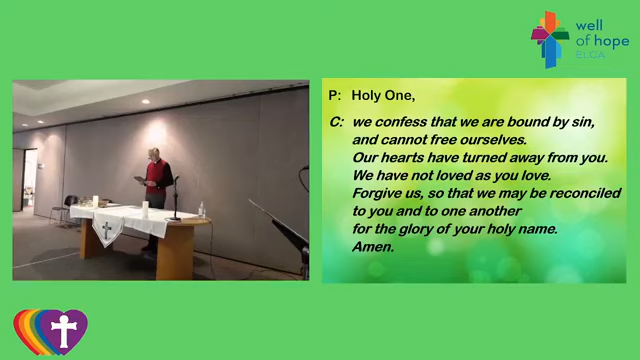 well
of hope
ELCA
P: Holy One,
C: we confess that we are bound by sin,
and cannot free ourselves.
Our hearts have turned away from you.
We have not loved as you love.
Forgive us, so that we may be reconciled
to you and to one another
for the glory of your holy name.
Amen.